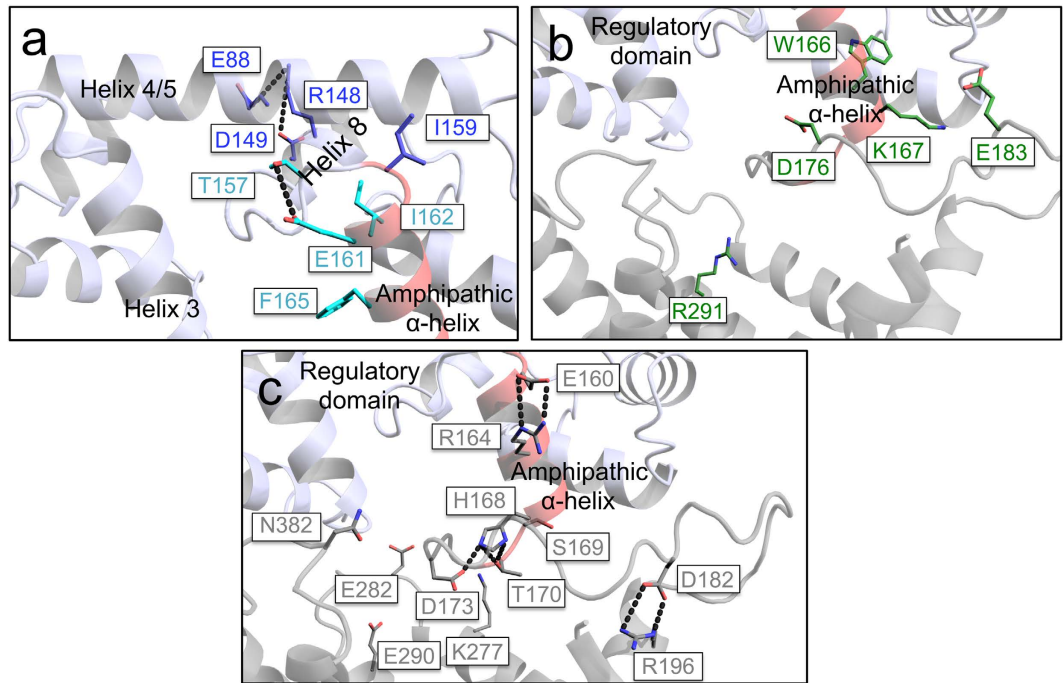 a
E88
Helix 4/5
R148
D149
Helix 8
I159
T157
I162
E161
Helix 3
F165
Amphipathic
α-helix
b
Regulatory
domain
W166
Amphipathic
α-helix
D176
K167
E183
R291
c
Regulatory
domain
E160
R164
Amphipathic
α-helix
H168
N382
S169
E282
D173
T170
D182
E290
K277
R196